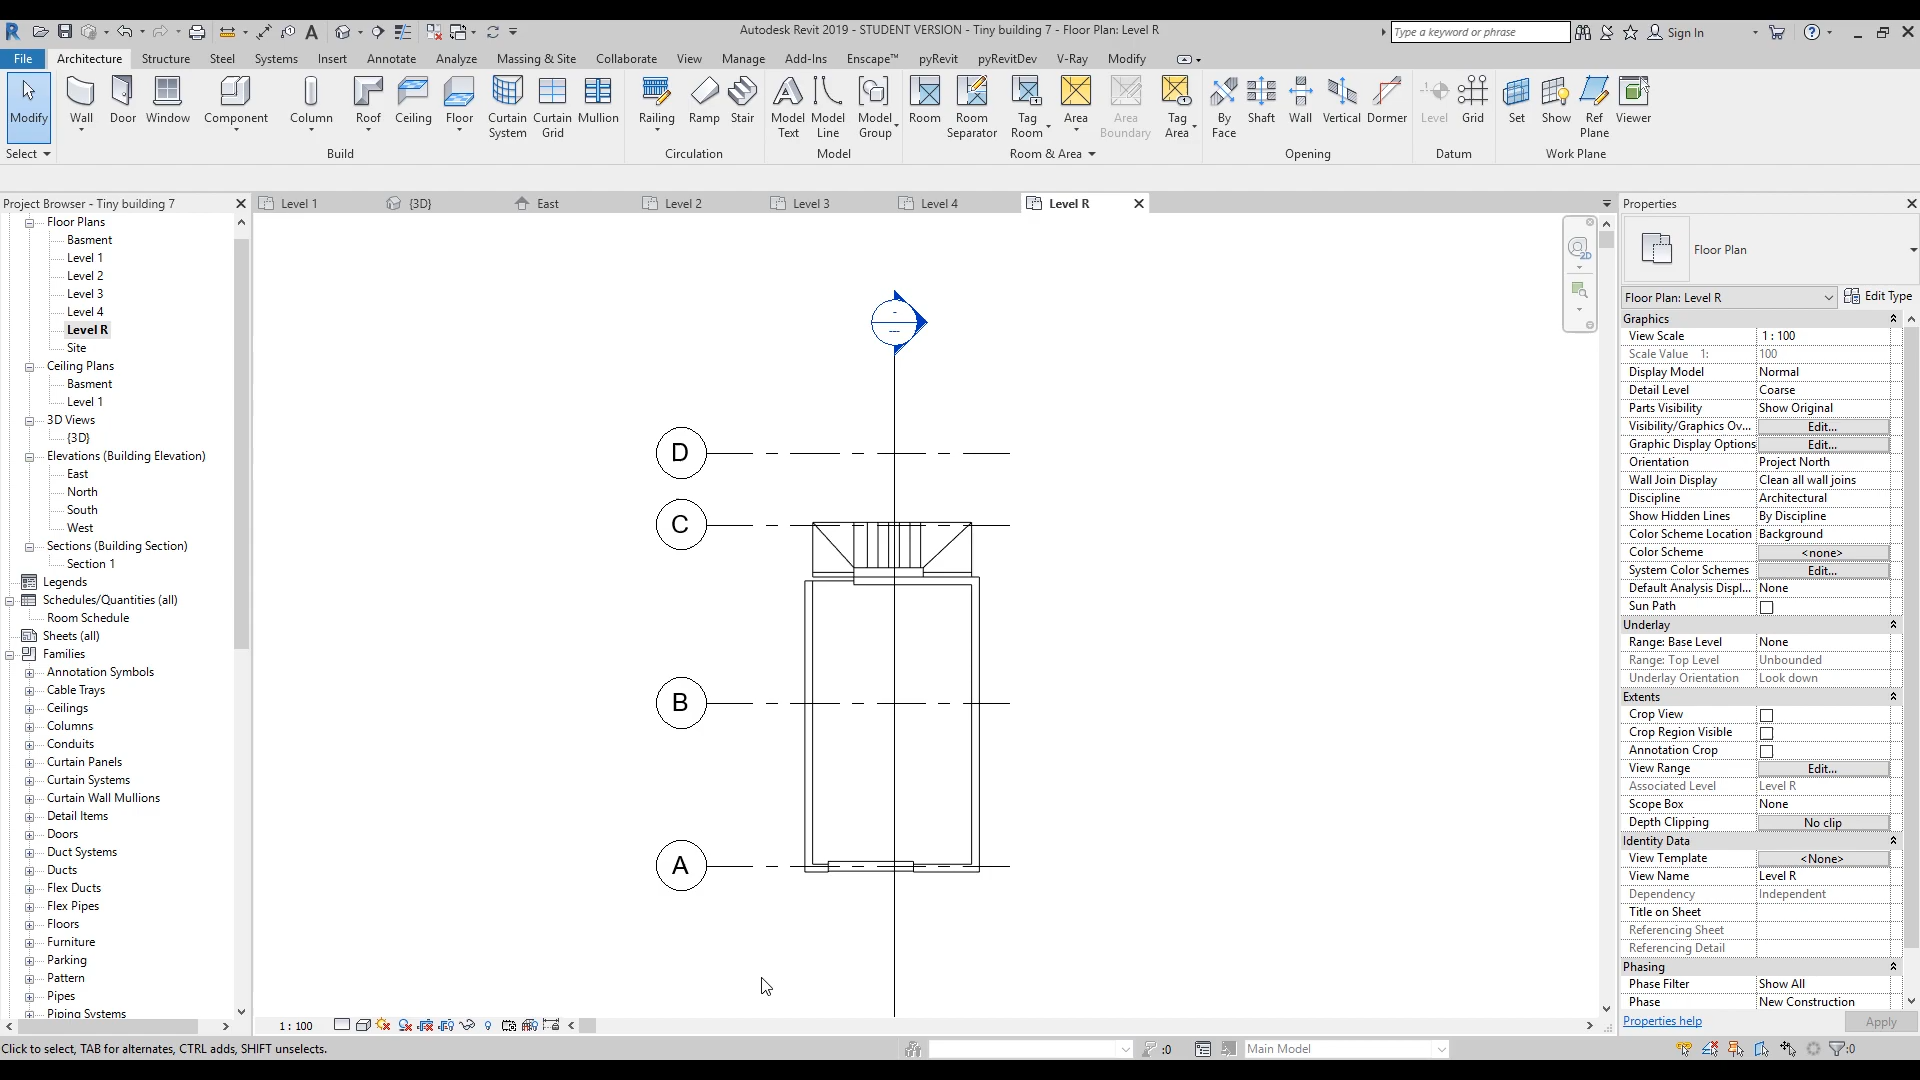 Autodesk Revit 2019 - STUDENT VERSION - Tiny building 7 - Floor Plan: Level R
Type a keyword or phrase
Sign In
File Architecture Structure Steel Systems Insert Annotate Analyze Massing & Site Collaborate View Manage Add-Ins Enscape™ pyRevit pyRevitDev V-Ray Modify
Modify Wall Door Window Component Column Roof Ceiling Floor Curtain System Curtain Grid Mullion Railing Ramp Stair Model Text Model Line Model Group Room Room Separator Tag Room Area Area Boundary Tag Area By Face Shaft Wall Vertical Dormer Level Grid Set Show Ref Plane Viewer
Select Build Circulation Model Room & Area Opening Datum Work Plane
Project Browser - Tiny building 7
Level 1 {3D} East Level 2 Level 3 Level 4 Level R
Floor Plans
Basment
Level 1
Level 2
Level 3
Level 4
Level R
Site
Ceiling Plans
Basment
Level 1
3D Views
{3D}
Elevations (Building Elevation)
East
North
South
West
Sections (Building Section)
Section 1
Legends
Schedules/Quantities (all)
Room Schedule
Sheets (all)
Families
Annotation Symbols
Cable Trays
Ceilings
Columns
Conduits
Curtain Panels
Curtain Systems
Curtain Wall Mullions
Detail Items
Doors
Duct Systems
Ducts
Flex Ducts
Flex Pipes
Floors
Furniture
Parking
Pattern
Pipes
Piping Systems
D
C
B
A
2D
Properties
Floor Plan
Floor Plan: Level R Edit Type
Graphics
View Scale 1 : 100
Scale Value 1: 100
Display Model Normal
Detail Level Coarse
Parts Visibility Show Original
Visibility/Graphics Ov... Edit...
Graphic Display Options Edit...
Orientation Project North
Wall Join Display Clean all wall joins
Discipline Architectural
Show Hidden Lines By Discipline
Color Scheme Location Background
Color Scheme <none>
System Color Schemes Edit...
Default Analysis Displ... None
Sun Path
Underlay
Range: Base Level None
Range: Top Level Unbounded
Underlay Orientation Look down
Extents
Crop View
Crop Region Visible
Annotation Crop
View Range Edit...
Associated Level Level R
Scope Box None
Depth Clipping No clip
Identity Data
View Template <None>
View Name Level R
Dependency Independent
Title on Sheet
Referencing Sheet
Referencing Detail
Phasing
Phase Filter Show All
Phase New Construction
Properties help Apply
1 : 100
Click to select, TAB for alternates, CTRL adds, SHIFT unselects.
:0
Main Model
:0